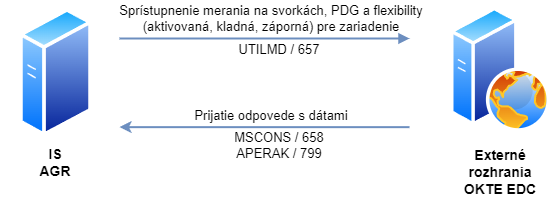 Sprístupnenie merania na svorkách, PDG a flexibility
(aktivovaná, kladná, záporná) pre zariadenie
UTILMD / 657
Prijatie odpovede s dátami
MSCONS / 658
APERAK / 799
IS
AGR
Externé
rozhrania
OKTE EDC